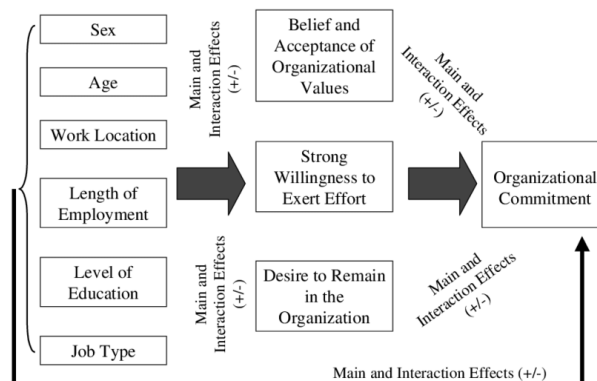 Sex
Age
Work Location
Length of
Employment
Level of
Education
Job Type
Main and
Interaction Effects
(+/-)
Main and
Interaction Effects
(+/-)
Belief and
Acceptance of
Organizational
Values
Strong
Willingness to
Exert Effort
Desire to Remain
in the
Organization
Main and
Interaction Effects
(+/-)
Main and
Interaction Effects
(+/-)
Organizational
Commitment
Main and Interaction Effects (+/-)